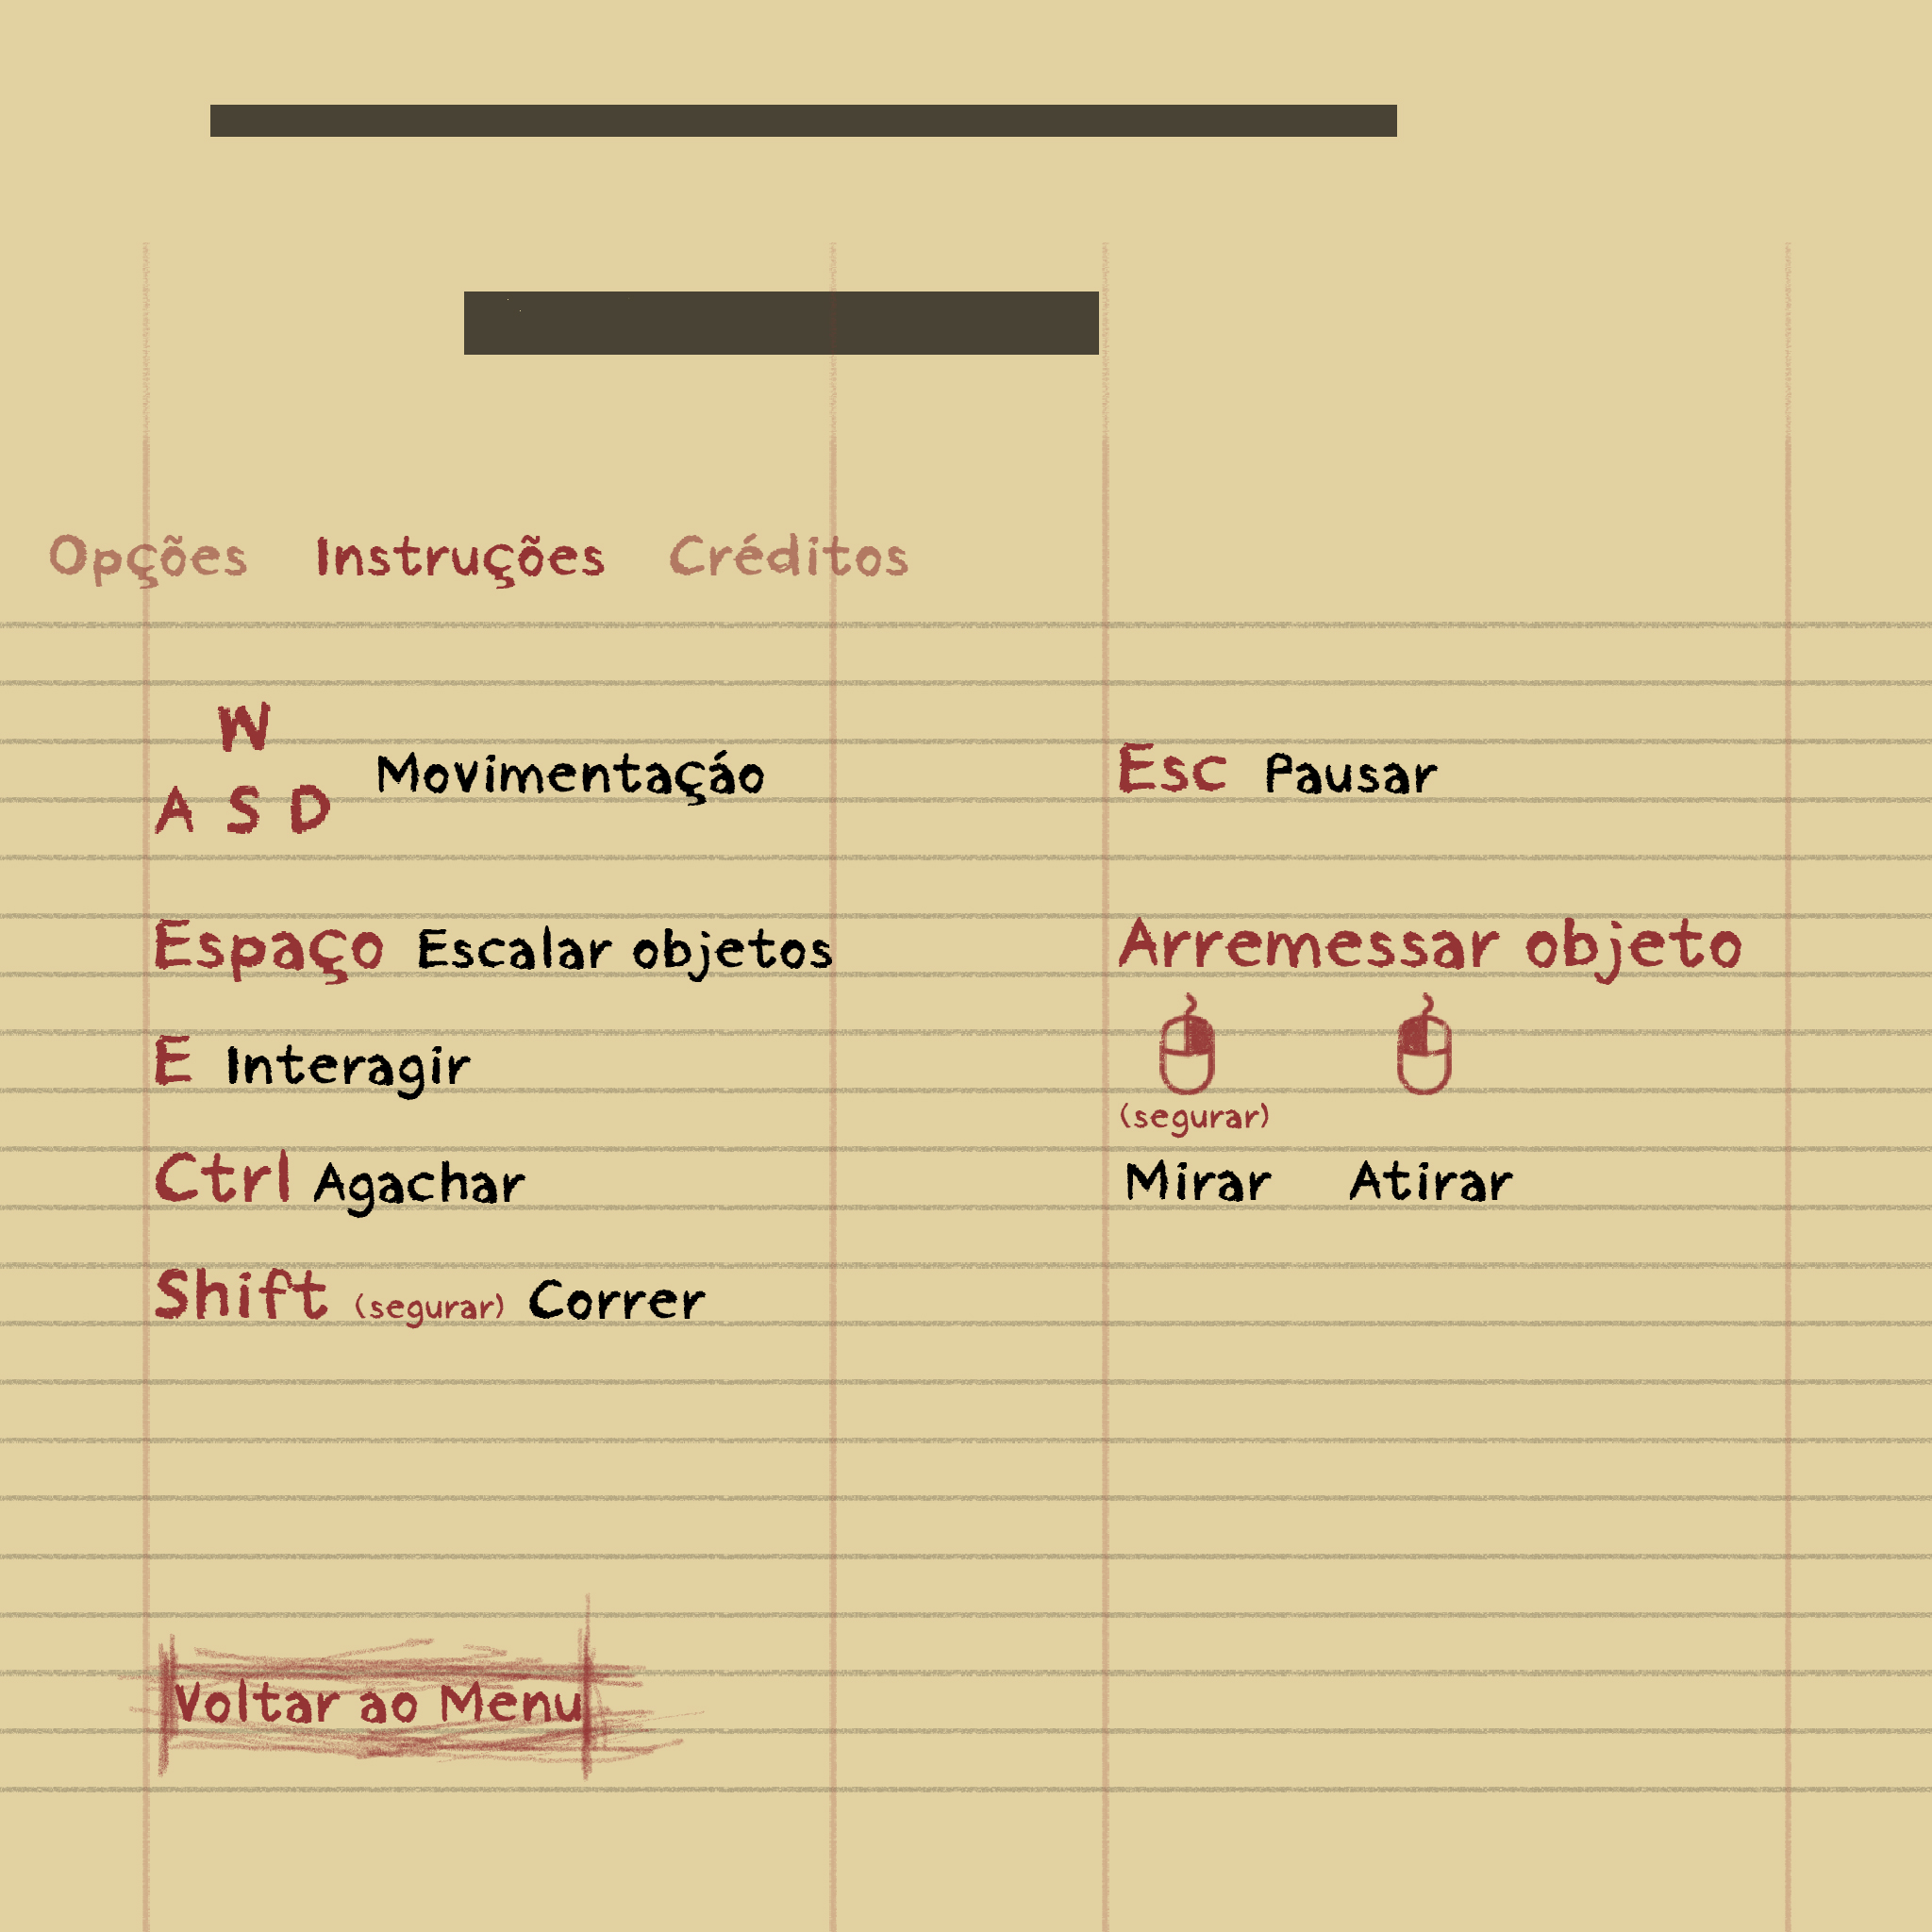 Opções Instruções Créditos
W
A S D Movimentaçáo
Esc Pausar
Espaço Escalar objetos
Arremessar objeto
E Interagir
(segurar)
Ctrl Agachar
Mirar Atirar
Shift (segurar) Correr
Voltar ao Menu